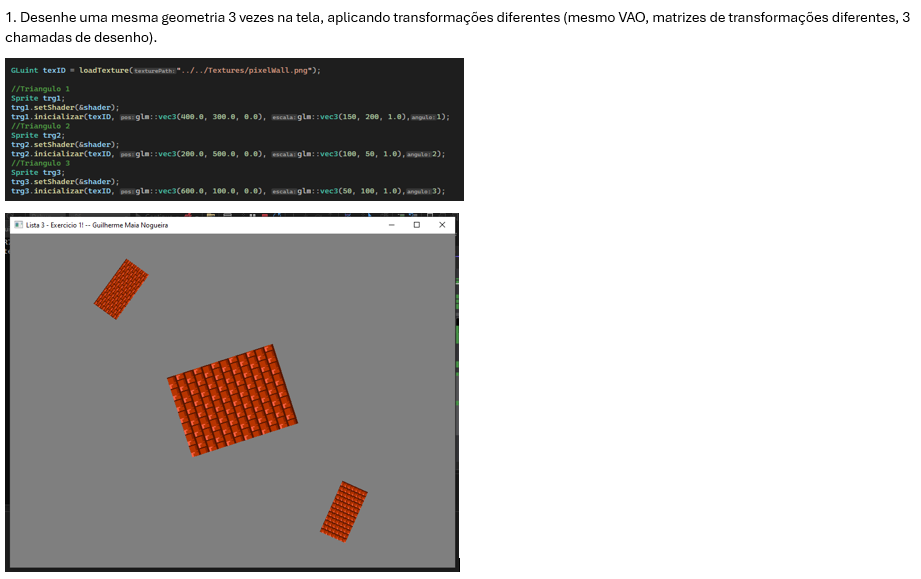 1. Desenhe uma mesma geometria 3 vezes na tela, aplicando transformações diferentes (mesmo VAO, matrizes de transformações diferentes, 3
chamadas de desenho).
GLuint texID = loadTexture( texturePath: "../../Textures/pixelWall.png");
//Triangulo 1
Sprite trg1;
trg1.setShader(&shader);
trg1.inicializar(texID, pos: glm::vec3(400.0, 300.0, 0.0), escala: glm::vec3(150, 200, 1.0), angulo: 1);
//Triangulo 2
Sprite trg2;
trg2.setShader(&shader);
trg2.inicializar(texID, pos: glm::vec3(200.0, 500.0, 0.0), escala: glm::vec3(100, 50, 1.0), angulo: 2);
//Triangulo 3
Sprite trg3;
trg3.setShader(&shader);
trg3.inicializar(texID, pos: glm::vec3(600.0, 100.0, 0.0), escala: glm::vec3(50, 100, 1.0), angulo: 3);
Lista 3 - Exercicio 1! -- Guilherme Maia Nogueira